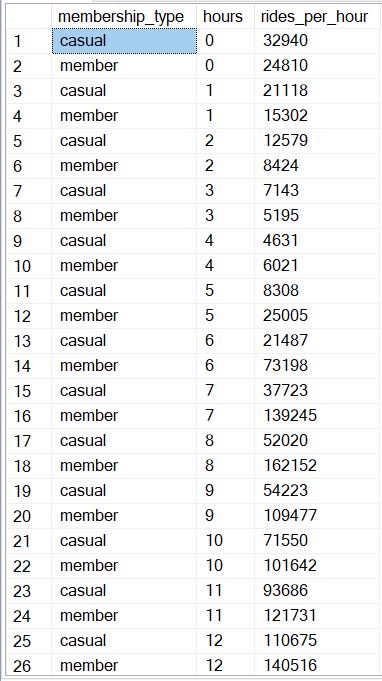 membership_type hours rides_per_hour
1 casual 0 32940
2 member 0 24810
3 casual 1 21118
4 member 1 15302
5 casual 2 12579
6 member 2 8424
7 casual 3 7143
8 member 3 5195
9 casual 4 4631
10 member 4 6021
11 casual 5 8308
12 member 5 25005
13 casual 6 21487
14 member 6 73198
15 casual 7 37723
16 member 7 139245
17 casual 8 52020
18 member 8 162152
19 casual 9 54223
20 member 9 109477
21 casual 10 71550
22 member 10 101642
23 casual 11 93686
24 member 11 121731
25 casual 12 110675
26 member 12 140516